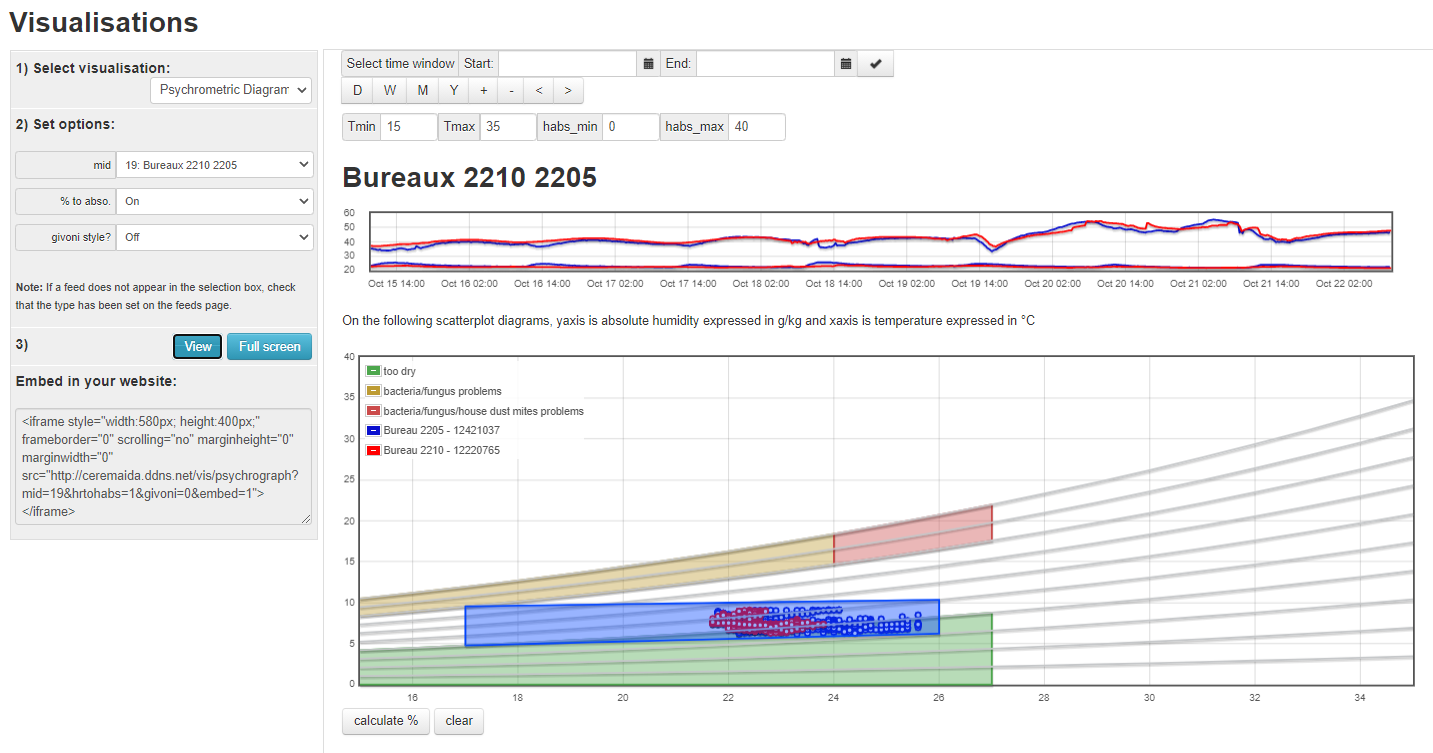 Visualisations
1) Select visualisation:
Psychrometric Diagram
2) Set options:
mid 19: Bureaux 2210 2205
% to abso. On
givoni style? Off
Note: If a feed does not appear in the selection box, check
that the type has been set on the feeds page.
3) View Full screen
Embed in your website:
<iframe style="width:580px; height:400px;"
frameborder="0" scrolling="no" marginheight="0"
marginwidth="0"
src="http://ceremaida.ddns.net/vis/psychrograph?
mid=19&hrtohabs=1&givoni=0&embed=1">
</iframe>
Select time window Start: End:
D W M Y + - < >
Tmin 15 Tmax 35 habs_min 0 habs_max 40
Bureaux 2210 2205
60
50
40
30
20
Oct 15 14:00 Oct 16 02:00 Oct 16 14:00 Oct 17 02:00 Oct 17 14:00 Oct 18 02:00 Oct 18 14:00 Oct 19 02:00 Oct 19 14:00 Oct 20 02:00 Oct 20 14:00 Oct 21 02:00 Oct 21 14:00 Oct 22 02:00
On the following scatterplot diagrams, yaxis is absolute humidity expressed in g/kg and xaxis is temperature expressed in °C
40
35
30
25
20
15
10
5
0
too dry
bacteria/fungus problems
bacteria/fungus/house dust mites problems
Bureau 2205 - 12421037
Bureau 2210 - 12220765
16 18 20 22 24 26 28 30 32 34
calculate % clear